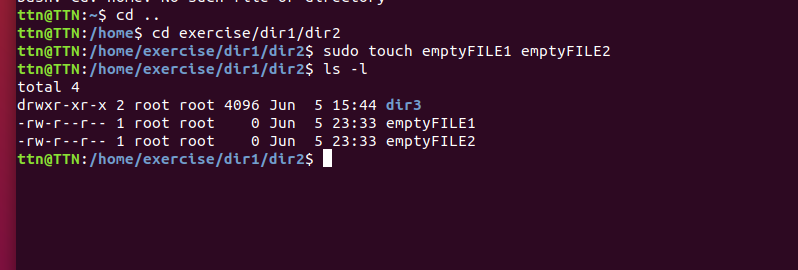 ttn@TTN:~$ cd ..
ttn@TTN:/home$ cd exercise/dir1/dir2
ttn@TTN:/home/exercise/dir1/dir2$ sudo touch emptyFILE1 emptyFILE2
ttn@TTN:/home/exercise/dir1/dir2$ ls -l
total 4
drwxr-xr-x 2 root root 4096 Jun  5 15:44 dir3
-rw-r--r-- 1 root root    0 Jun  5 23:33 emptyFILE1
-rw-r--r-- 1 root root    0 Jun  5 23:33 emptyFILE2
ttn@TTN:/home/exercise/dir1/dir2$